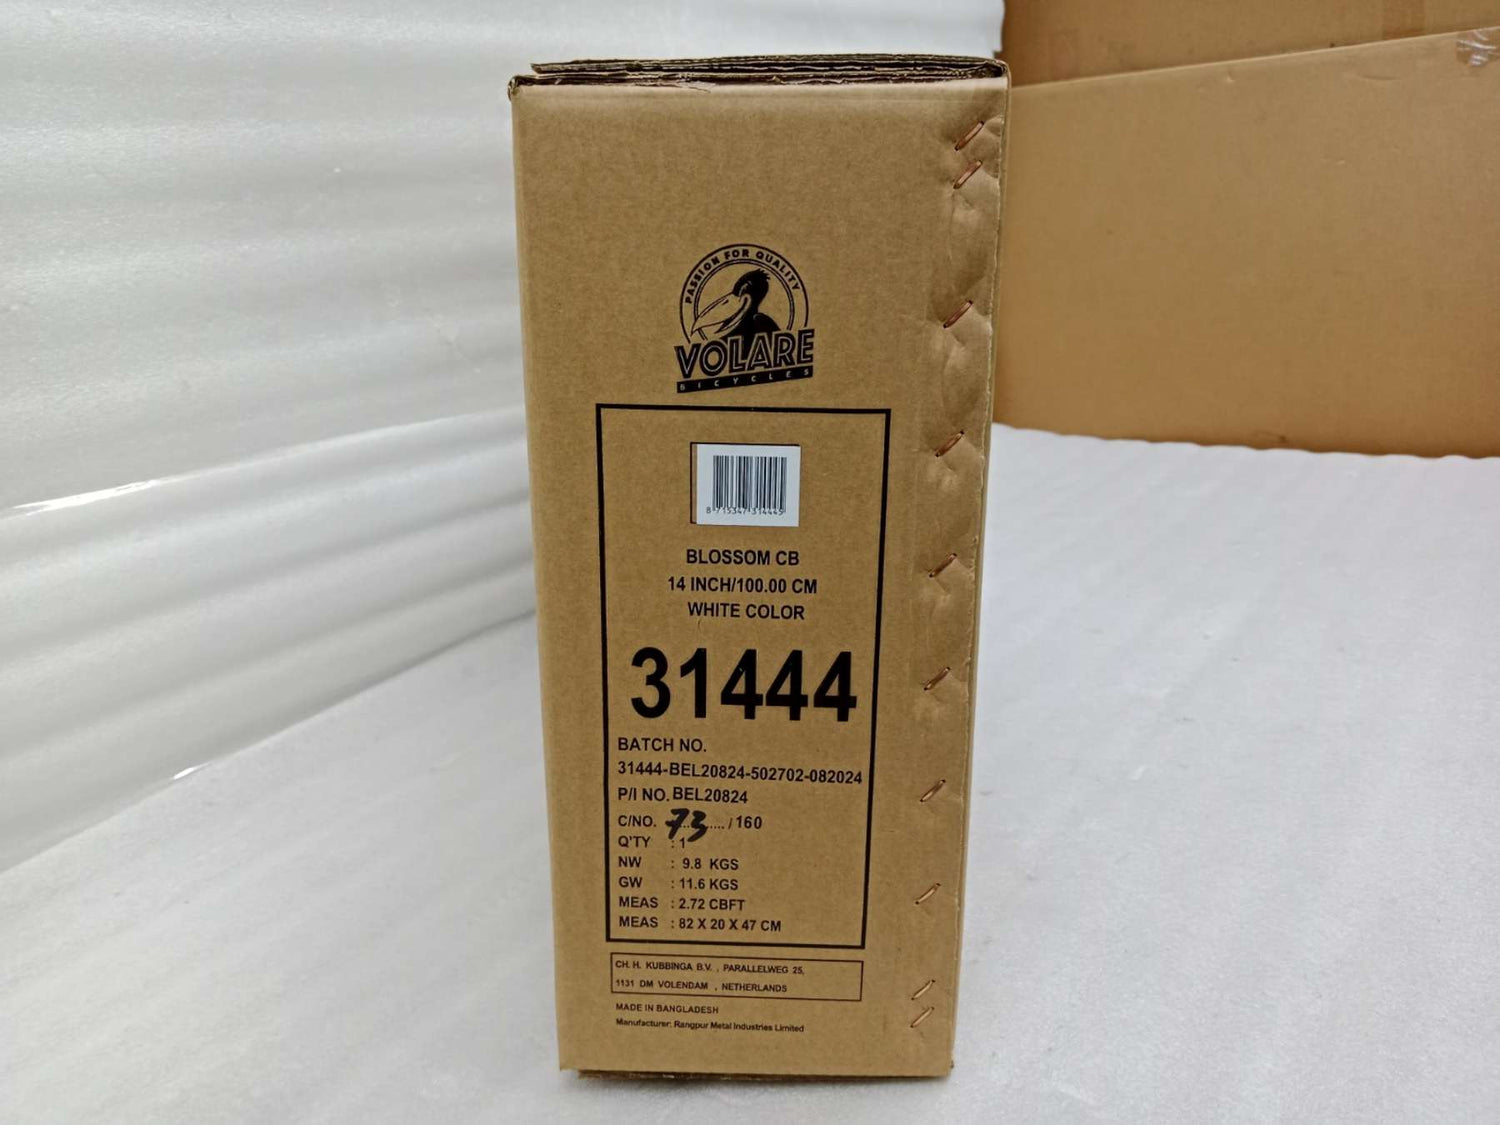 PASSION FOR QUALITY
VOLARE
BICYCLES
8 715347 314445
BLOSSOM CB
14 INCH/100.00 CM
WHITE COLOR
31444
BATCH NO.
31444-BEL20824-502702-082024
P/I NO. BEL20824
C/NO. 73 .... / 160
Q'TY : 1
NW : 9.8 KGS
GW : 11.6 KGS
MEAS : 2.72 CBFT
MEAS : 82 X 20 X 47 CM
CH. H. KUBBINGA B.V. , PARALLELWEG 25,
1131 DM VOLENDAM , NETHERLANDS
MADE IN BANGLADESH
Manufacturer: Rangpur Metal Industries Limited